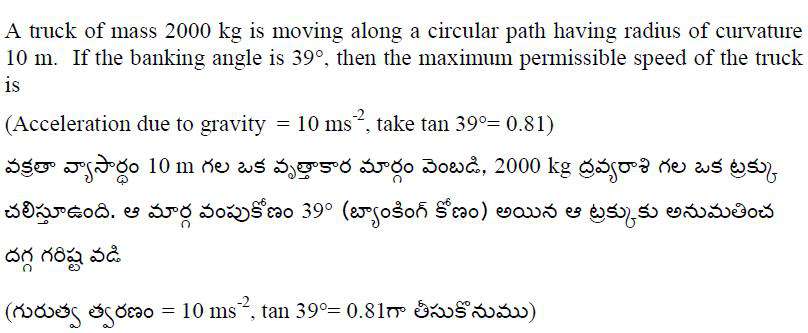 A truck of mass 2000 kg is moving along a circular path having radius of curvature
10 m. If the banking angle is 39°, then the maximum permissible speed of the truck
is
(Acceleration due to gravity = 10 ms⁻², take tan 39°= 0.81)
వక్రతా వ్యాసార్ధం 10 m గల ఒక వృత్తాకార మార్గం వెంబడి, 2000 kg ద్రవ్యరాశి గల ఒక ట్రక్కు
చలిస్తూఉంది. ఆ మార్గ వంపుకోణం 39° (బ్యాంకింగ్ కోణం) అయిన ఆ ట్రక్కుకు అనుమతించ
దగ్గ గరిష్ట వడి
(గురుత్వ త్వరణం = 10 ms⁻², tan 39°= 0.81గా తీసుకొనుము)